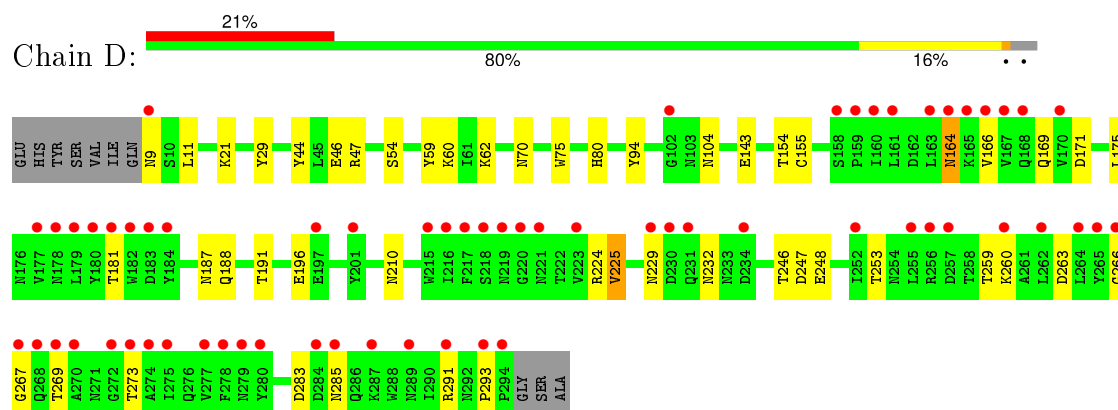 21%
Chain D:
80% 16% • •
GLU HIS TYR SER VAL ILE GLN N9 S10 L11 K21 Y29 Y44 L45 E46 R47 S54 Y59 K60 I61 K62 N70 W75 H80 Y94 G102 N103 N104 E143 T154 C155 S158 P159 I160 L161 D162 L163 N164 K165 V166 V167 Q168 Q169 V170 D171 L175
N176 V177 N178 L179 Y180 T181 W182 D183 Y184 N187 Q188 T191 E196 E197 Y201 N210 W215 I216 F217 S218 N219 G220 N221 T222 V223 R224 V225 N229 D230 Q231 N232 N233 D234 T246 D247 E248 I252 T253 N254 L255 R256 D257 T258 T259 K260 A261 L262 D263 L264 Y265 G266
G267 Q268 T269 A270 N271 G272 T273 A274 I275 Q276 V277 F278 N279 Y280 D283 D284 N285 Q286 K287 W288 N289 I290 R291 N292 P293 P294 GLY SER ALA